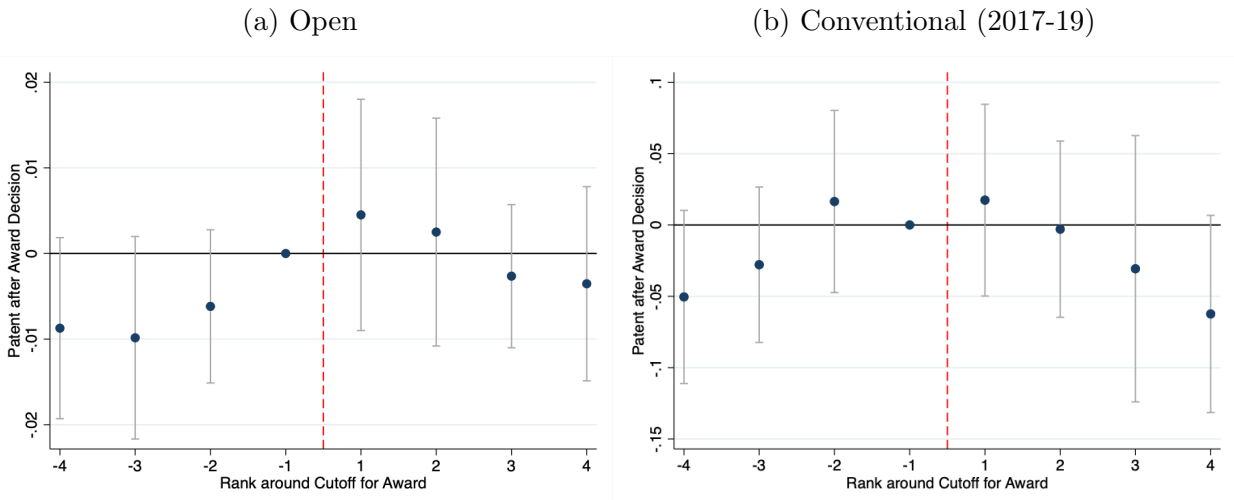 (a) Open
Patent after Award Decision
.02
.01
0
-.01
-.02
-4 -3 -2 -1 1 2 3 4
Rank around Cutoff for Award
(b) Conventional (2017-19)
Patent after Award Decision
.1
.05
0
-.05
-.1
-.15
-4 -3 -2 -1 1 2 3 4
Rank around Cutoff for Award